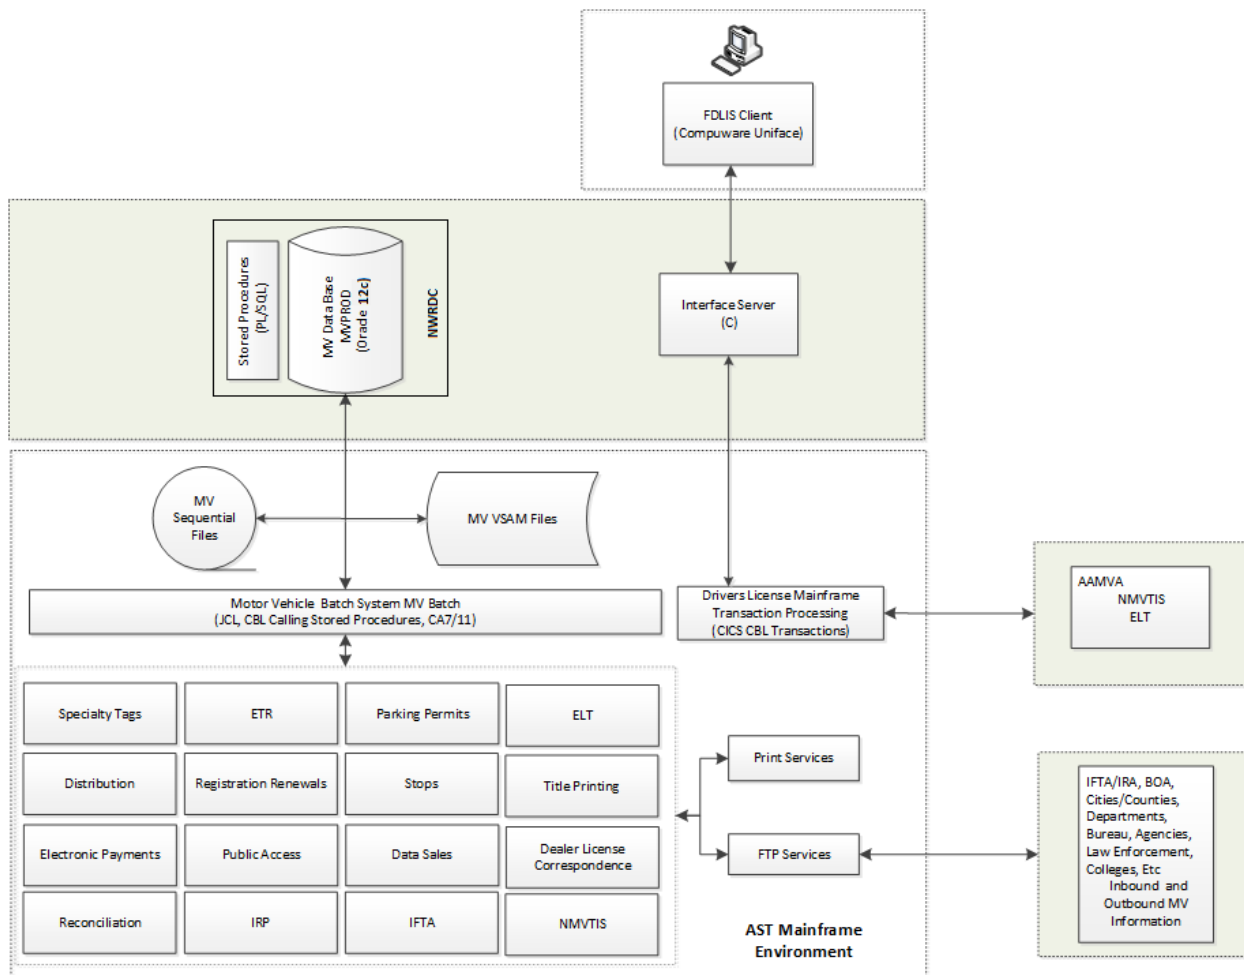 FDLIS Client
(Compuware Uniface)
Stored Procedures
(PL/SQL)
MV Data Base
MVPROD
(Oracle 12c)
NWRDC
Interface Server
(C)
MV
Sequential
Files
MV VSAM Files
Motor Vehicle Batch System MV Batch
(JCL, CBL Calling Stored Procedures, CA7/11)
Drivers License Mainframe
Transaction Processing
(CICS CBL Transactions)
AAMVA
NMVTIS
ELT
Specialty Tags
ETR
Parking Permits
ELT
Distribution
Registration Renewals
Stops
Title Printing
Electronic Payments
Public Access
Data Sales
Dealer License
Correspondence
Reconciliation
IRP
IFTA
NMVTIS
Print Services
FTP Services
IFTA/IRA, BOA,
Cities/Counties,
Departments,
Bureau, Agencies,
Law Enforcement,
Colleges, Etc
Inbound and
Outbound MV
Information
AST Mainframe
Environment